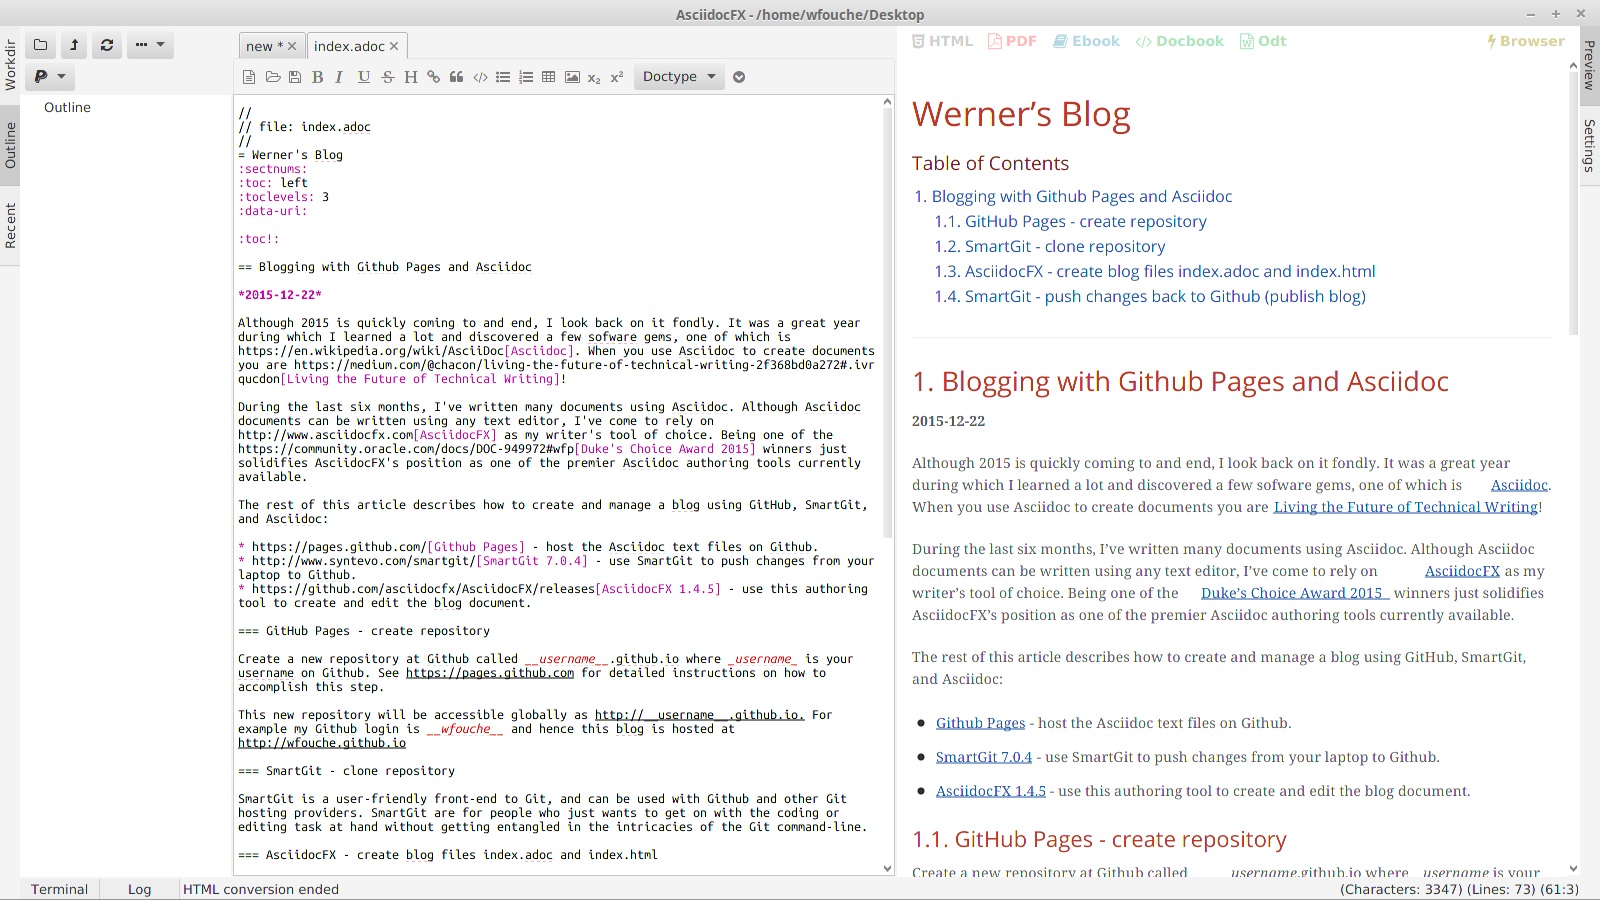 AsciidocFX - /home/wfouche/Desktop
Workdir
Outline
Recent
Outline
new *
index.adoc
B I U S H x₂ x²
Doctype
//
// file: index.adoc
//
= Werner's Blog
:sectnums:
:toc: left
:toclevels: 3
:data-uri:
:toc!:
== Blogging with Github Pages and Asciidoc
*2015-12-22*
Although 2015 is quickly coming to and end, I look back on it fondly. It was a great year
during which I learned a lot and discovered a few sofware gems, one of which is
https://en.wikipedia.org/wiki/AsciiDoc[Asciidoc]. When you use Asciidoc to create documents
you are https://medium.com/@chacon/living-the-future-of-technical-writing-2f368bd0a272#.ivr
qucdon[Living the Future of Technical Writing]!
During the last six months, I've written many documents using Asciidoc. Although Asciidoc
documents can be written using any text editor, I've come to rely on
http://www.asciidocfx.com[AsciidocFX] as my writer's tool of choice. Being one of the
https://community.oracle.com/docs/DOC-949972#wfp[Duke's Choice Award 2015] winners just
solidifies AsciidocFX's position as one of the premier Asciidoc authoring tools currently
available.
The rest of this article describes how to create and manage a blog using GitHub, SmartGit,
and Asciidoc:
* https://pages.github.com/[Github Pages] - host the Asciidoc text files on Github.
* http://www.syntevo.com/smartgit/[SmartGit 7.0.4] - use SmartGit to push changes from your
laptop to Github.
* https://github.com/asciidocfx/AsciidocFX/releases[AsciidocFX 1.4.5] - use this authoring
tool to create and edit the blog document.
=== GitHub Pages - create repository
Create a new repository at Github called __username__.github.io where _username_ is your
username on Github. See https://pages.github.com for detailed instructions on how to
accomplish this step.
This new repository will be accessible globally as http://__username__.github.io. For
example my Github login is __wfouche__ and hence this blog is hosted at
http://wfouche.github.io
=== SmartGit - clone repository
SmartGit is a user-friendly front-end to Git, and can be used with Github and other Git
hosting providers. SmartGit are for people who just wants to get on with the coding or
editing task at hand without getting entangled in the intricacies of the Git command-line.
=== AsciidocFX - create blog files index.adoc and index.html
HTML PDF Ebook Docbook Odt Browser
Werner’s Blog
Table of Contents
1. Blogging with Github Pages and Asciidoc
1.1. GitHub Pages - create repository
1.2. SmartGit - clone repository
1.3. AsciidocFX - create blog files index.adoc and index.html
1.4. SmartGit - push changes back to Github (publish blog)
1. Blogging with Github Pages and Asciidoc
2015-12-22
Although 2015 is quickly coming to and end, I look back on it fondly. It was a great year
during which I learned a lot and discovered a few sofware gems, one of which is Asciidoc.
When you use Asciidoc to create documents you are Living the Future of Technical Writing!
During the last six months, I’ve written many documents using Asciidoc. Although Asciidoc
documents can be written using any text editor, I’ve come to rely on AsciidocFX as my
writer’s tool of choice. Being one of the Duke’s Choice Award 2015 winners just solidifies
AsciidocFX’s position as one of the premier Asciidoc authoring tools currently available.
The rest of this article describes how to create and manage a blog using GitHub, SmartGit,
and Asciidoc:
• Github Pages - host the Asciidoc text files on Github.
• SmartGit 7.0.4 - use SmartGit to push changes from your laptop to Github.
• AsciidocFX 1.4.5 - use this authoring tool to create and edit the blog document.
1.1. GitHub Pages - create repository
Create a new repository at Github called username.github.io where username is your
Preview
Settings
Terminal
Log
HTML conversion ended
(Characters: 3347) (Lines: 73) (61:3)